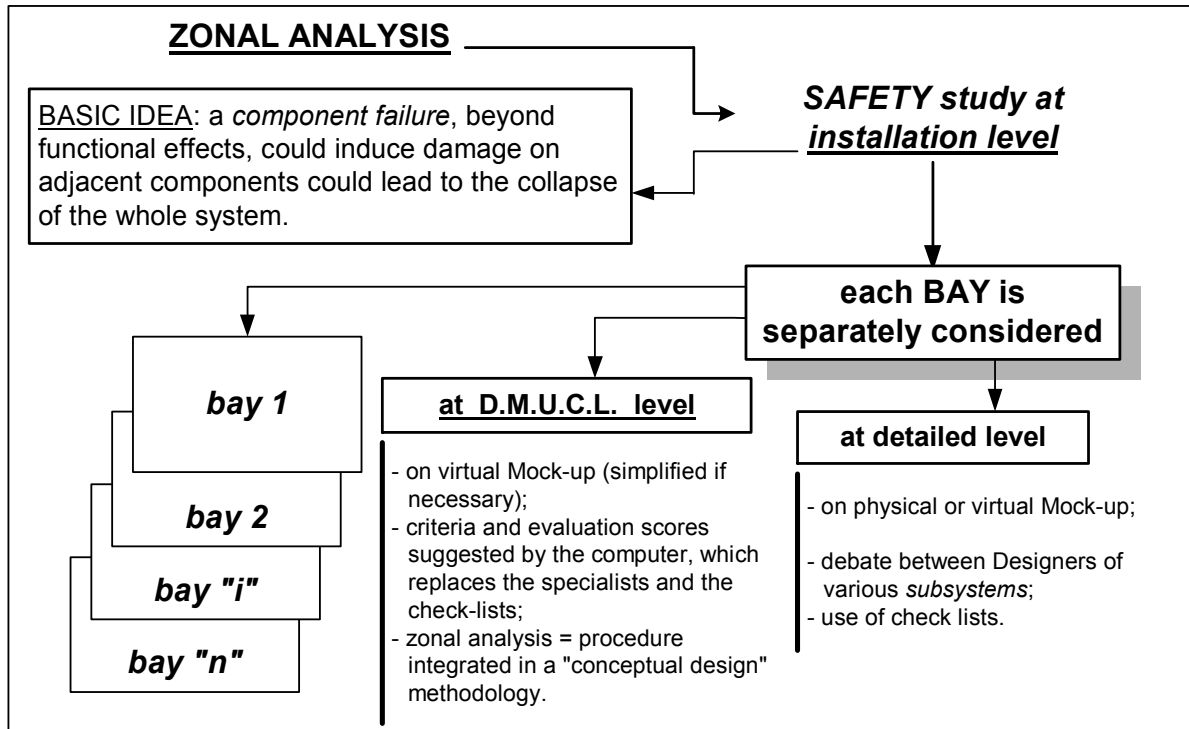 ZONAL ANALYSIS
BASIC IDEA: a component failure, beyond
functional effects, could induce damage on
adjacent components could lead to the collapse
of the whole system.
SAFETY study at
installation level
each BAY is
separately considered
bay 1
bay 2
bay "i"
bay "n"
at D.M.U.C.L. level
- on virtual Mock-up (simplified if
necessary);
- criteria and evaluation scores
suggested by the computer, which
replaces the specialists and the
check-lists;
- zonal analysis = procedure
integrated in a "conceptual design"
methodology.
at detailed level
- on physical or virtual Mock-up;
- debate between Designers of
various subsystems;
- use of check lists.